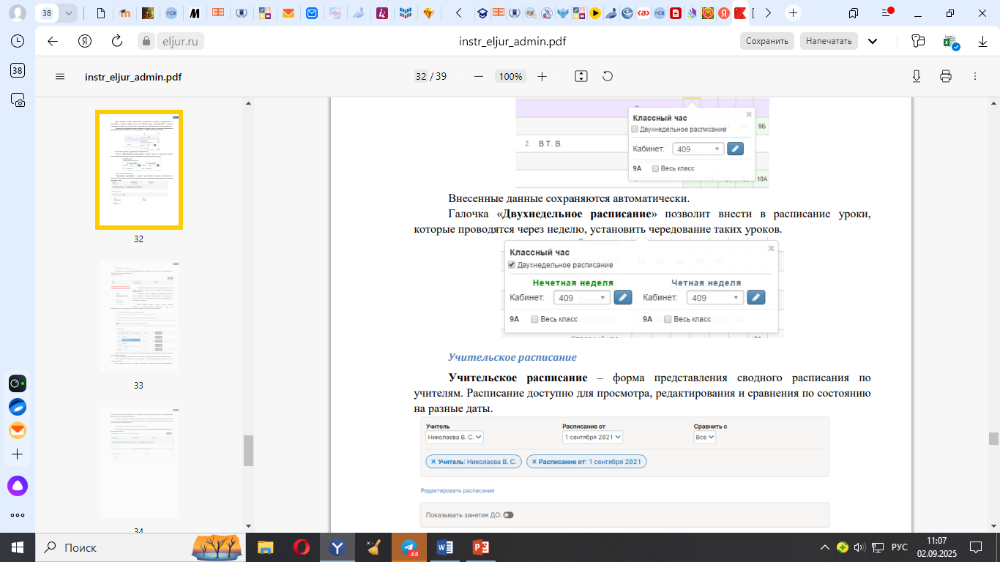 38
eljur.ru
instr_eljur_admin.pdf
Сохранить
Напечатать
38
instr_eljur_admin.pdf
32 / 39
100%
32
33
34
Классный час
Двухнедельное расписание
9Б
2. В Т. В.
Кабинет: 409
9А Весь класс
10А
Внесенные данные сохраняются автоматически.
Галочка «Двухнедельное расписание» позволит внести в расписание уроки,
которые проводятся через неделю, установить чередование таких уроков.
Классный час
Двухнедельное расписание
Нечетная неделя Четная неделя
Кабинет: 409 Кабинет: 409
9А Весь класс 9А Весь класс
Учительское расписание
Учительское расписание – форма представления сводного расписания по
учителям. Расписание доступно для просмотра, редактирования и сравнения по состоянию
на разные даты.
Учитель Расписание от Сравнить с
Николаева В. С. 1 сентября 2021 Все
× Учитель: Николаева В. С. × Расписание от: 1 сентября 2021
Редактировать расписание
Показывать занятия ДО:
Поиск
.68
РУС
11:07
02.09.2025